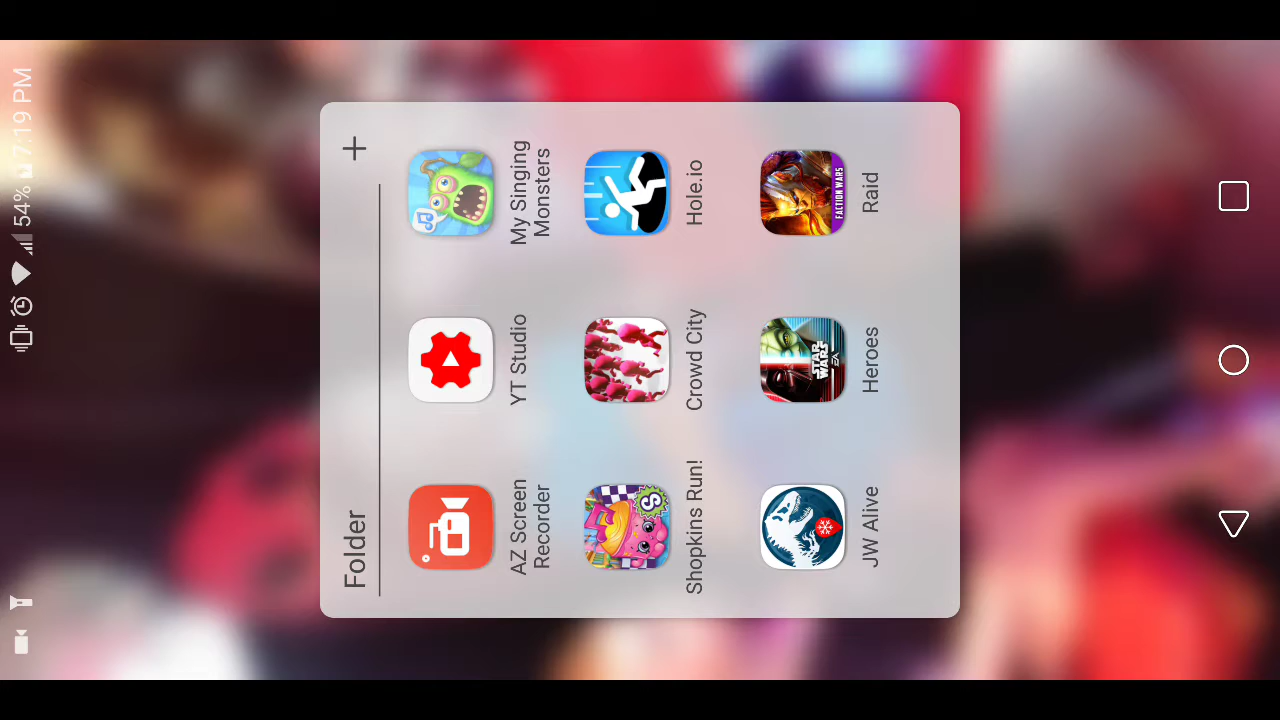 54% 7:19 PM
Folder
AZ Screen
Recorder
YT Studio
My Singing
Monsters
Shopkins Run!
Crowd City
Hole.io
STAR
WARS
EA
FACTION WARS
JW Alive
Heroes
Raid